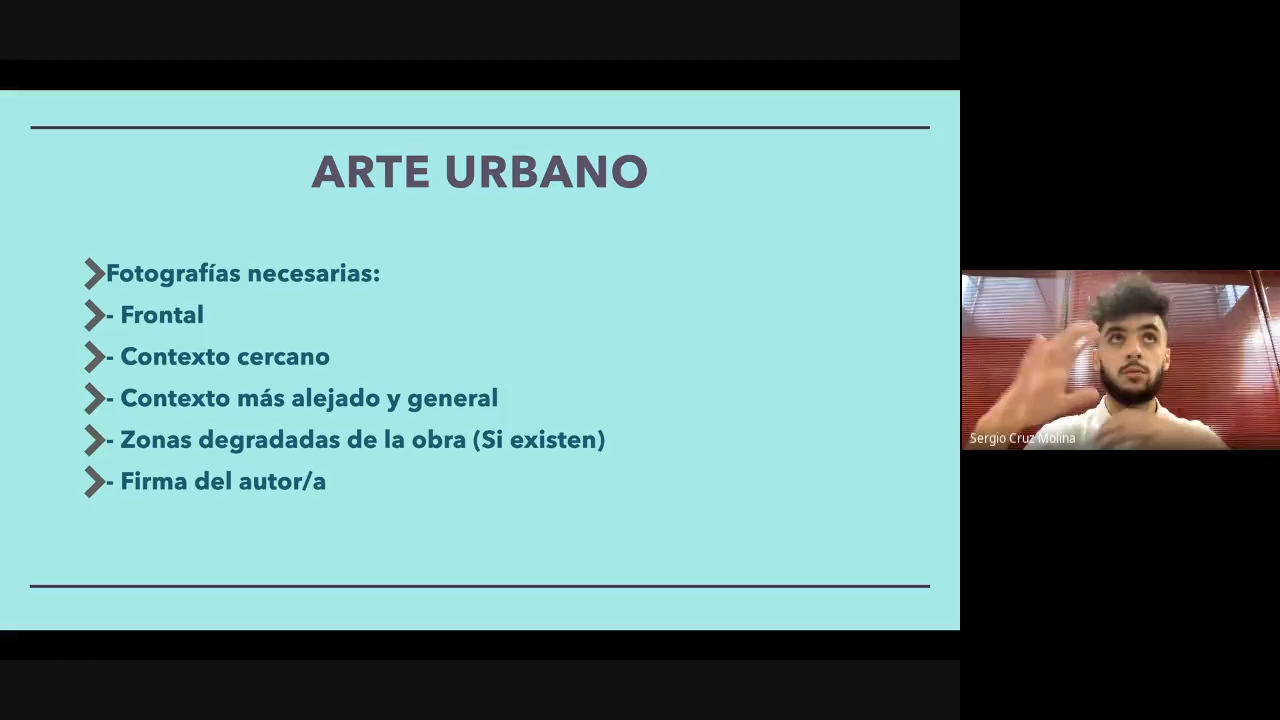 ARTE URBANO
Fotografías necesarias:
- Frontal
- Contexto cercano
- Contexto más alejado y general
- Zonas degradadas de la obra (Si existen)
- Firma del autor/a
Sergio Cruz Molina